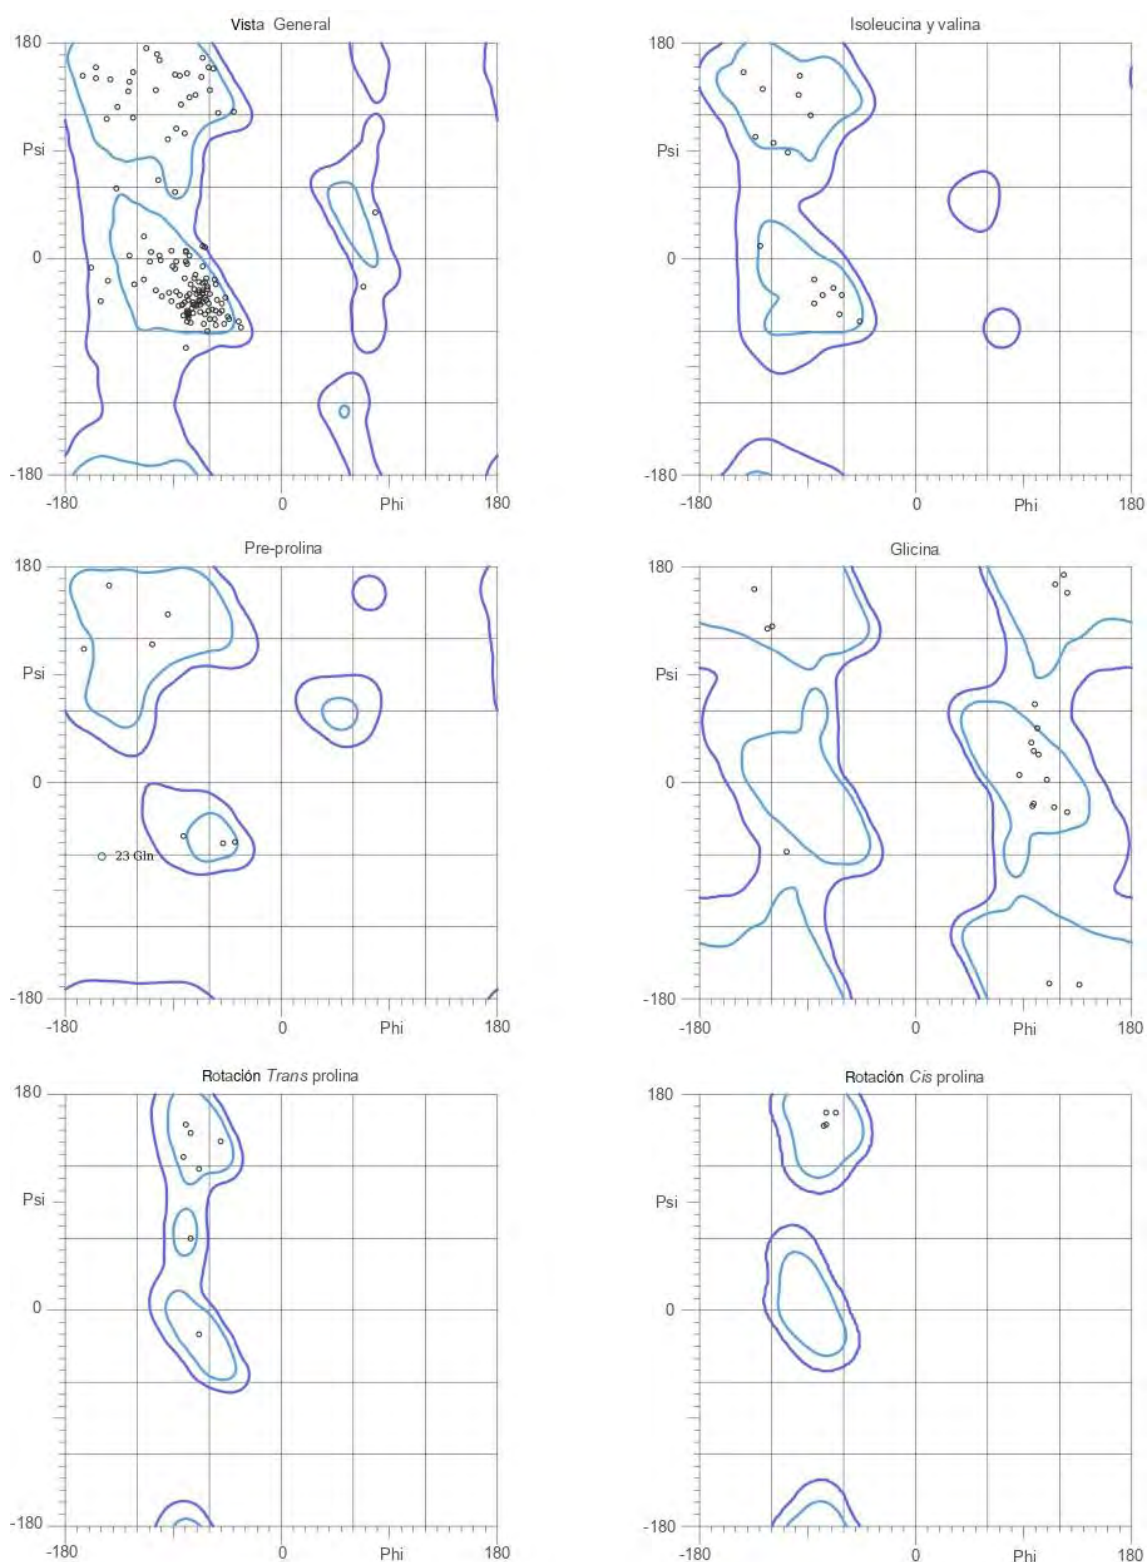 Vista General
180
Psi
0
-180
-180
0
Phi
180
Isoleucina y valina
180
Psi
0
-180
-180
0
Phi
180
Pre-prolina
180
Psi
0
23 Gln
-180
-180
0
Phi
180
Glicina
180
Psi
0
-180
-180
0
Phi
180
Rotación Trans prolina
180
Psi
0
-180
-180
0
Phi
180
Rotación Cis prolina
180
Psi
0
-180
-180
0
Phi
180